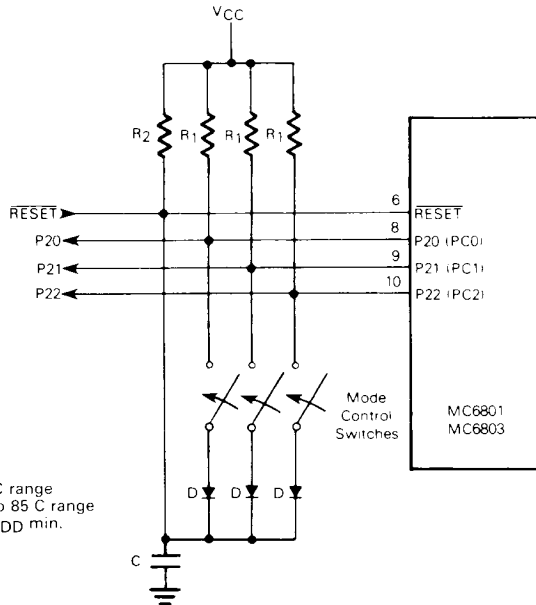 VCC
R2 R1 R1 R1
RESET 6 RESET
P20 8 P20 (PC0)
P21 9 P21 (PC1)
P22 10 P22 (PC2)
Mode
Control
Switches
MC6801
MC6803
D D D
C range
85 C range
DD min.
C